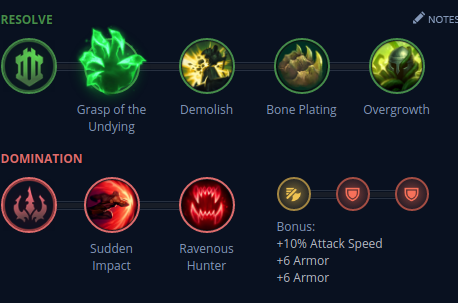 RESOLVE
NOTES
Grasp of the
Undying
Demolish
Bone Plating
Overgrowth
DOMINATION
Sudden
Impact
Ravenous
Hunter
Bonus:
+10% Attack Speed
+6 Armor
+6 Armor